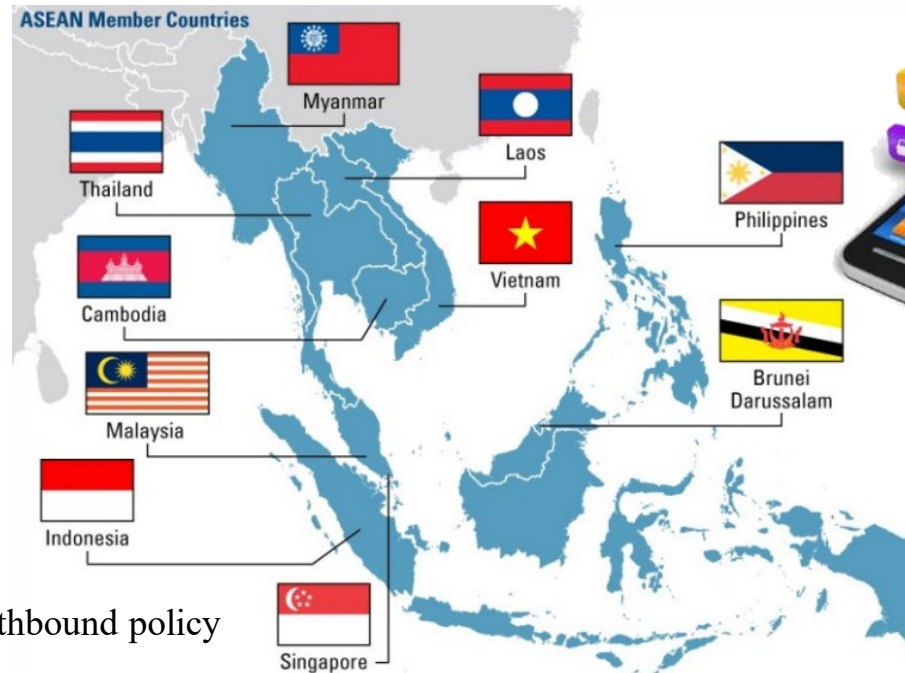 ASEAN Member Countries
Myanmar
Laos
Thailand
Philippines
Vietnam
Cambodia
Brunei
Darussalam
Malaysia
Indonesia
thbound policy
Singapore